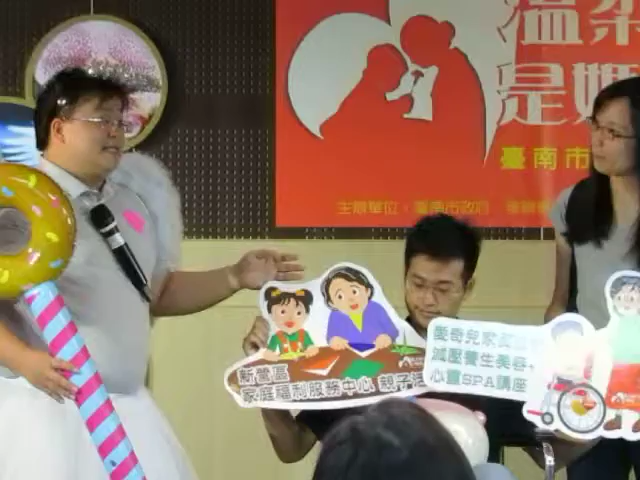 溫柔
是媽
臺南市
主辦單位：臺南市政府
新營區
家庭福利服務中心 親子
愛奇兒家
減壓養生美容、
心靈SPA講座